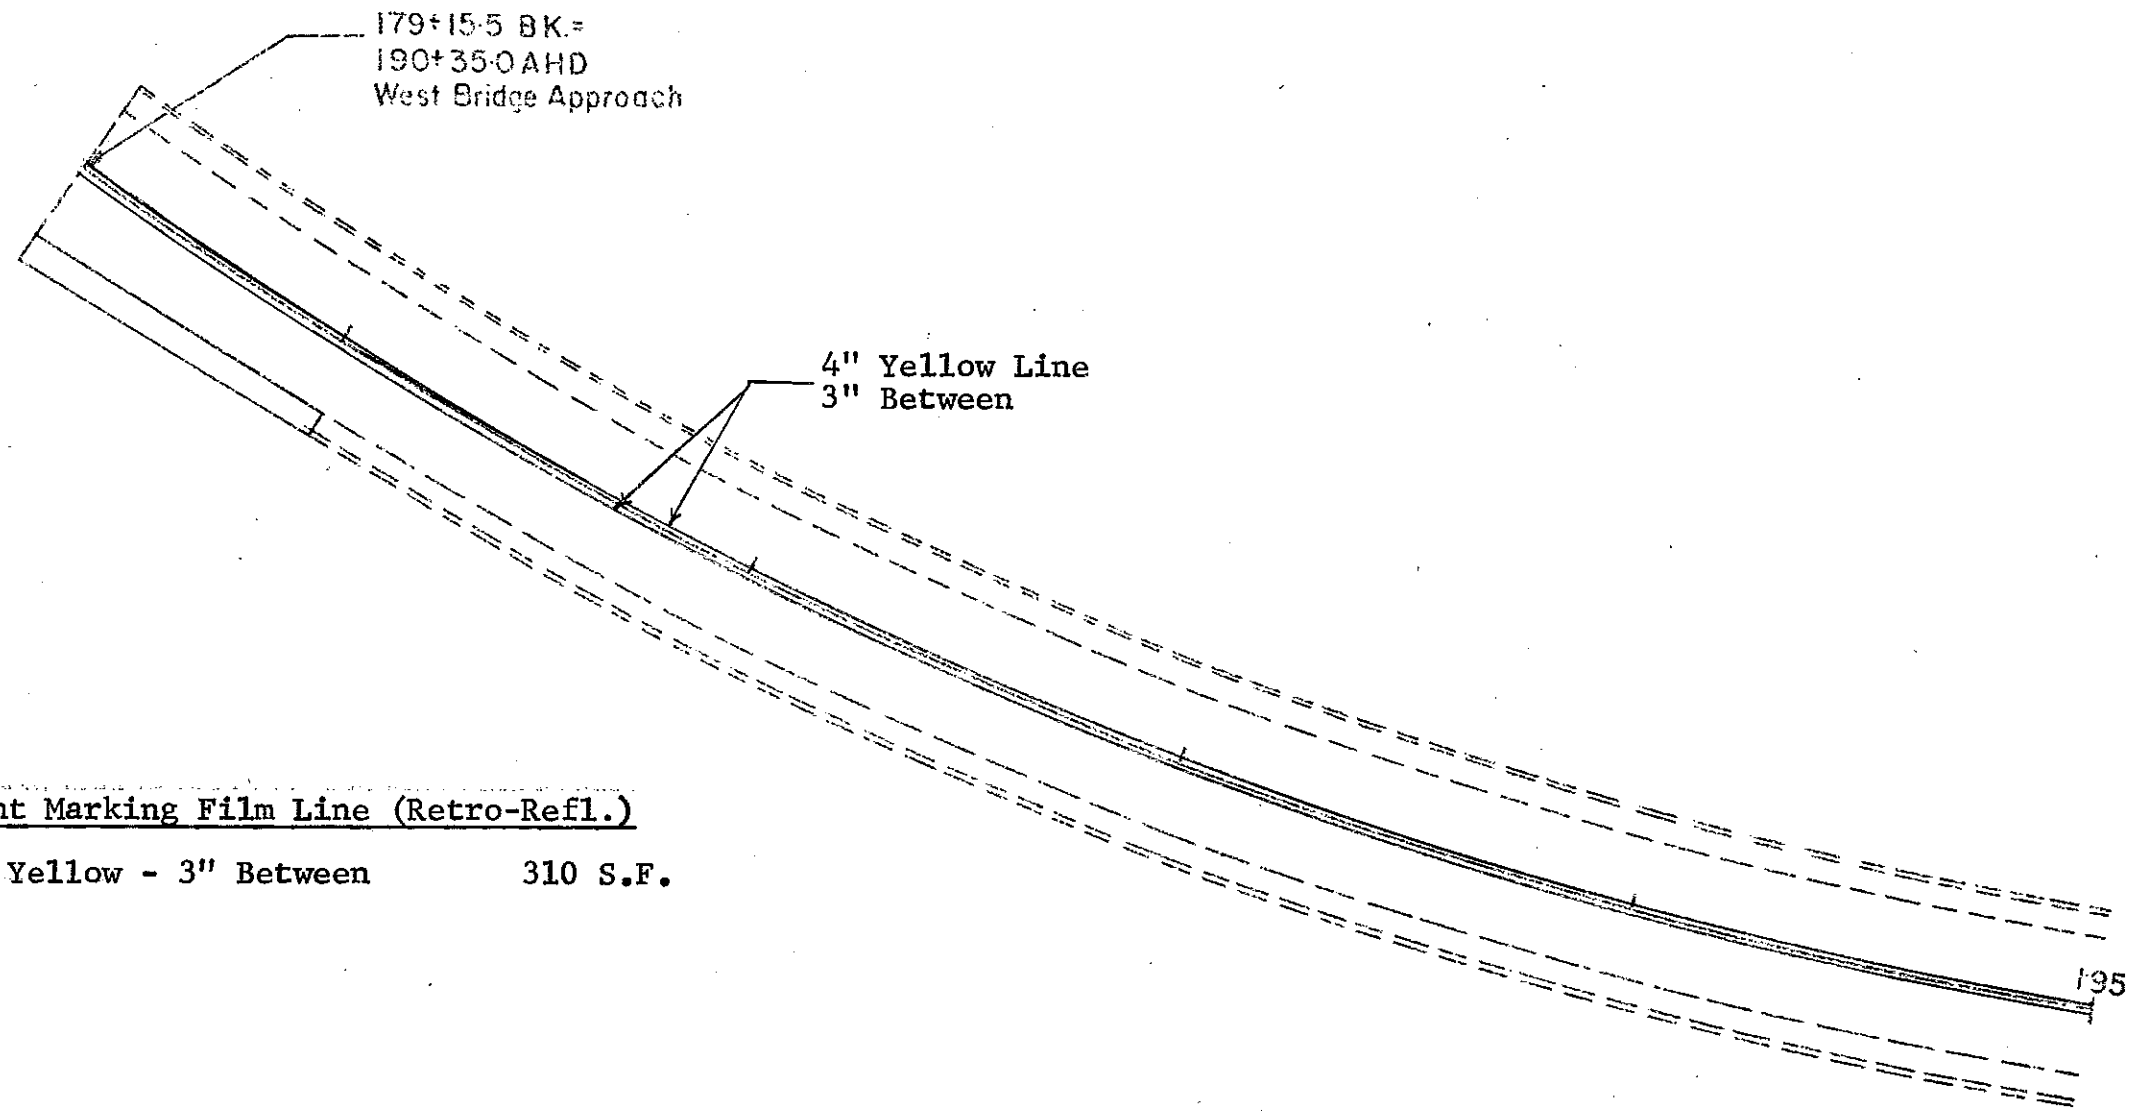 179+15.5 BK.=
190+35.0 AHD
West Bridge Approach
4" Yellow Line
3" Between
nt Marking Film Line (Retro-Refl.)
Yellow - 3" Between 310 S.F.
195